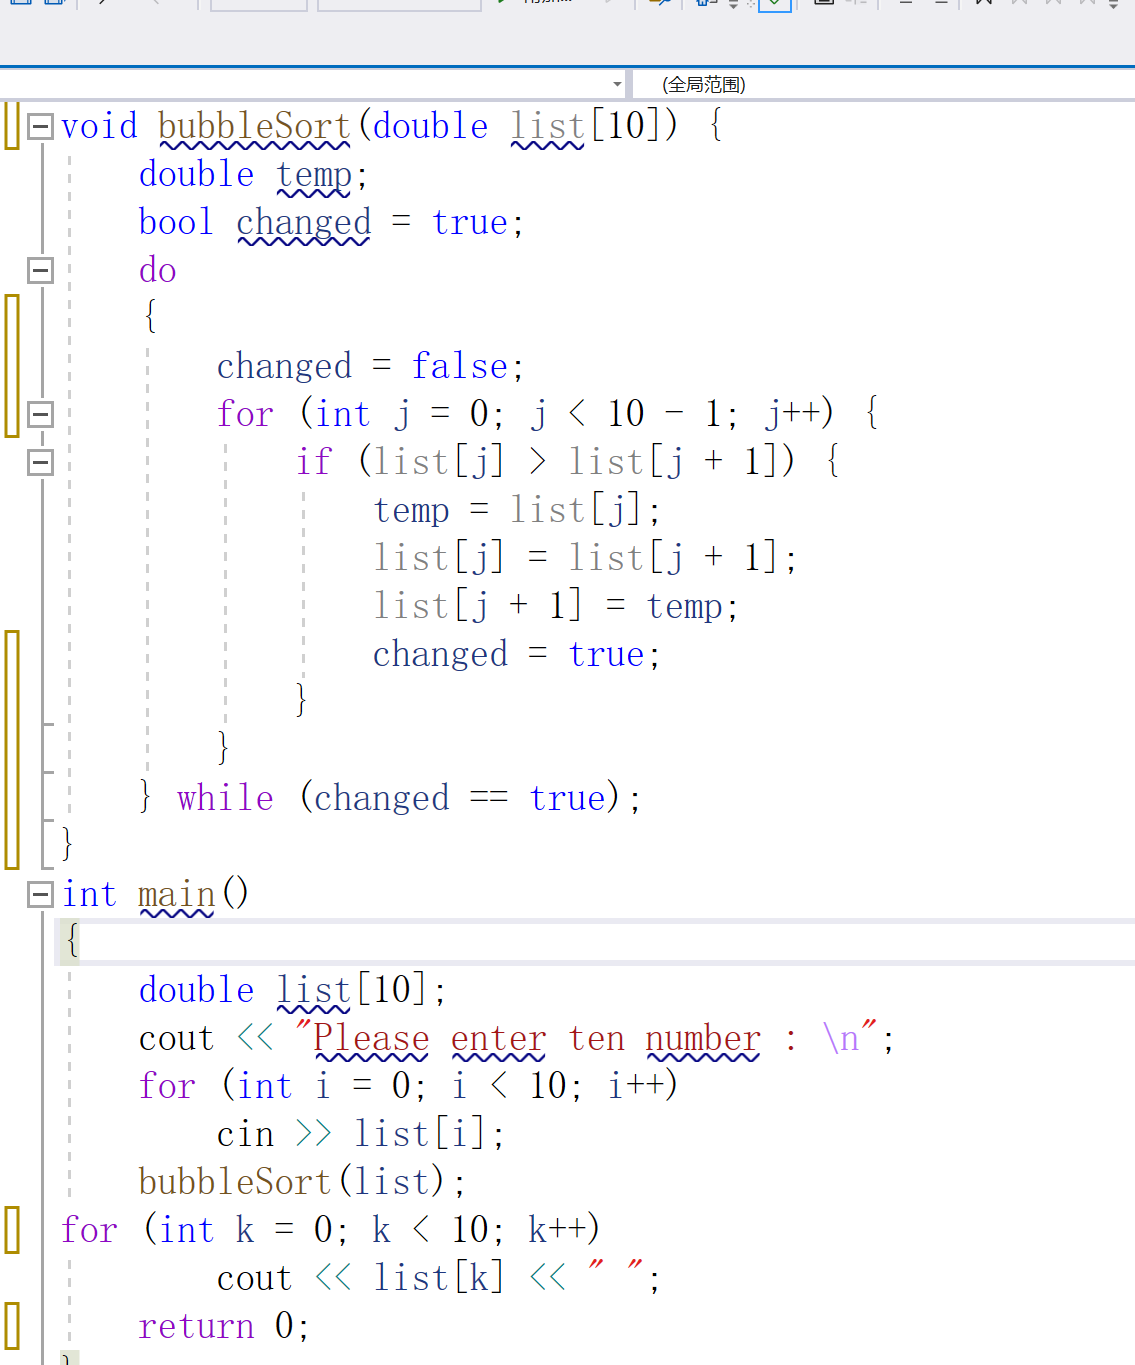 (全局范围)
void bubbleSort(double list[10]) {
    double temp;
    bool changed = true;
    do
    {
        changed = false;
        for (int j = 0; j < 10 - 1; j++) {
            if (list[j] > list[j + 1]) {
                temp = list[j];
                list[j] = list[j + 1];
                list[j + 1] = temp;
                changed = true;
            }
        }
    } while (changed == true);
}
int main()
{
    double list[10];
    cout << "Please enter ten number : \n";
    for (int i = 0; i < 10; i++)
        cin >> list[i];
    bubbleSort(list);
for (int k = 0; k < 10; k++)
        cout << list[k] << " ";
    return 0;
}